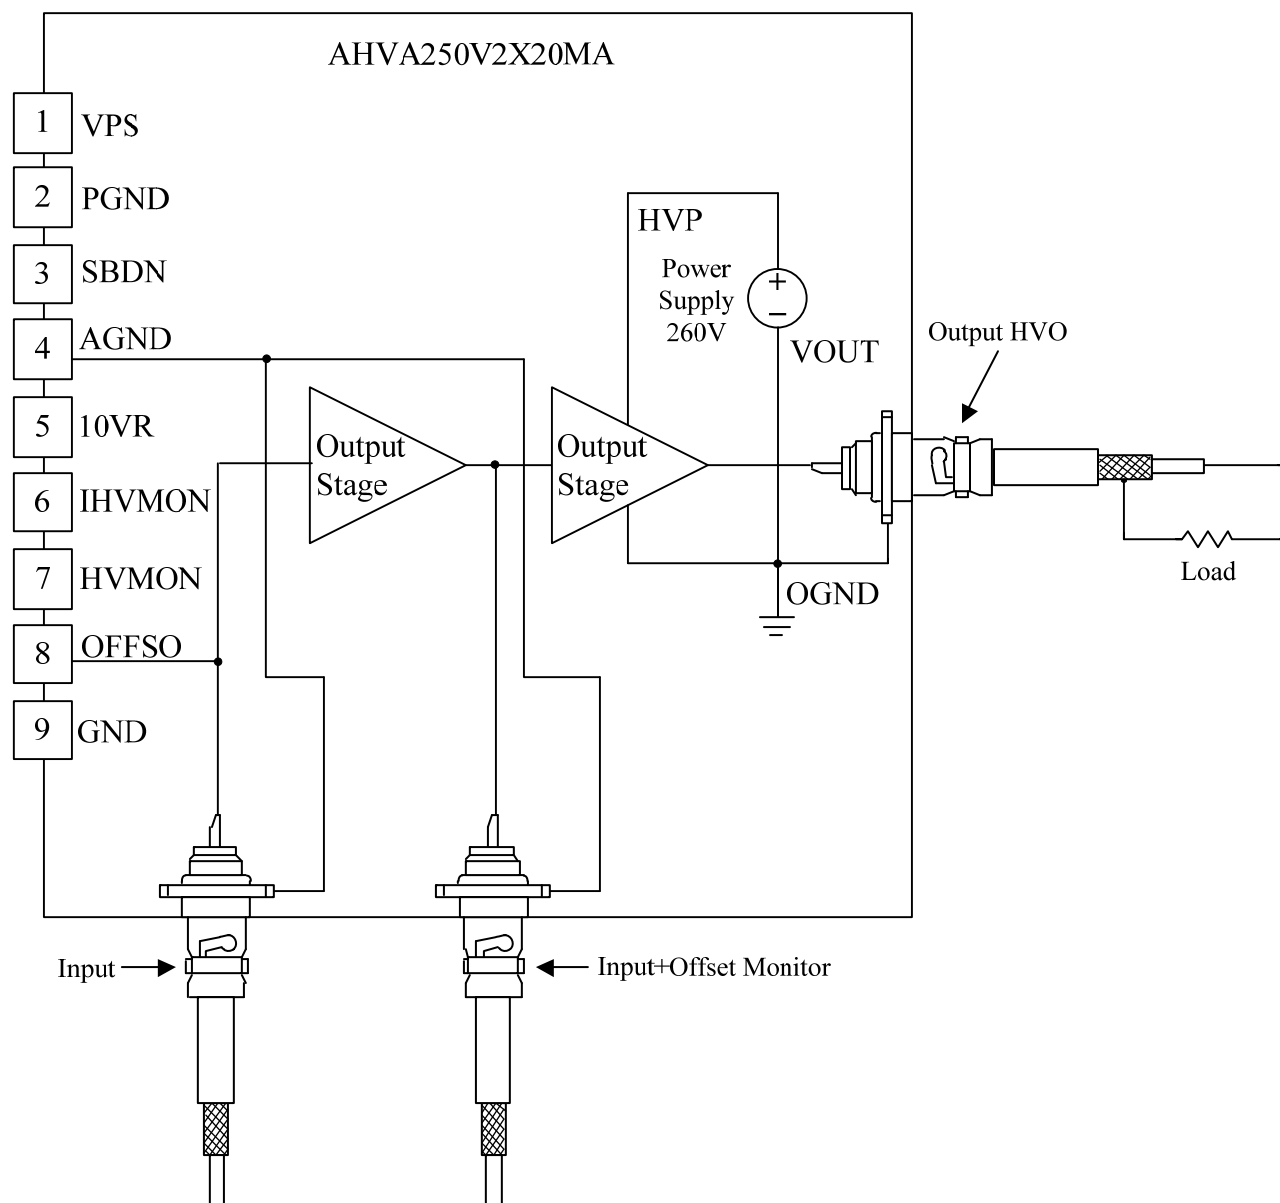 AHVA250V2X20MA
1 VPS
2 PGND
3 SBDN
4 AGND
5 10VR
6 IHVMON
7 HVMON
8 OFFSO
9 GND
HVP
Power
Supply
260V
+
−
VOUT
Output HVO
Output
Stage
Output
Stage
OGND
Load
Input
Input+Offset Monitor